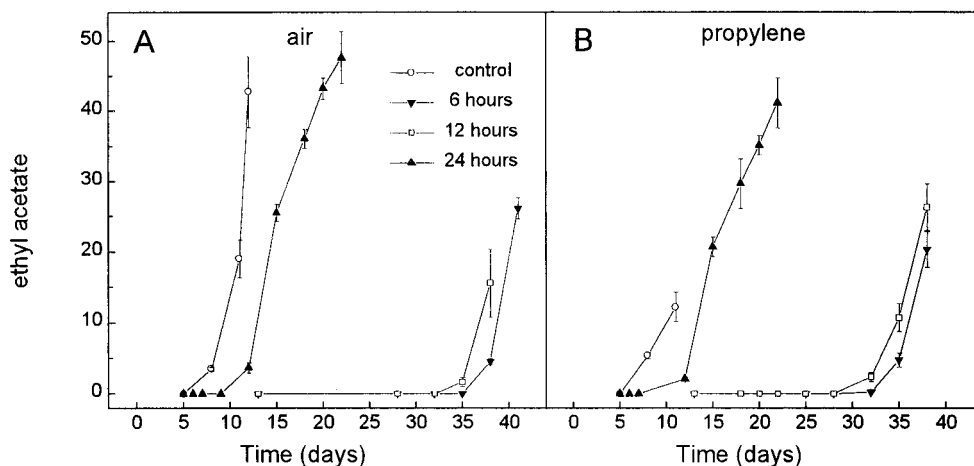 A
air
B
propylene
control
6 hours
12 hours
24 hours
ethyl acetate
50
40
30
20
10
0
0 5 10 15 20 25 30 35 40
0 5 10 15 20 25 30 35 40
Time (days)
Time (days)